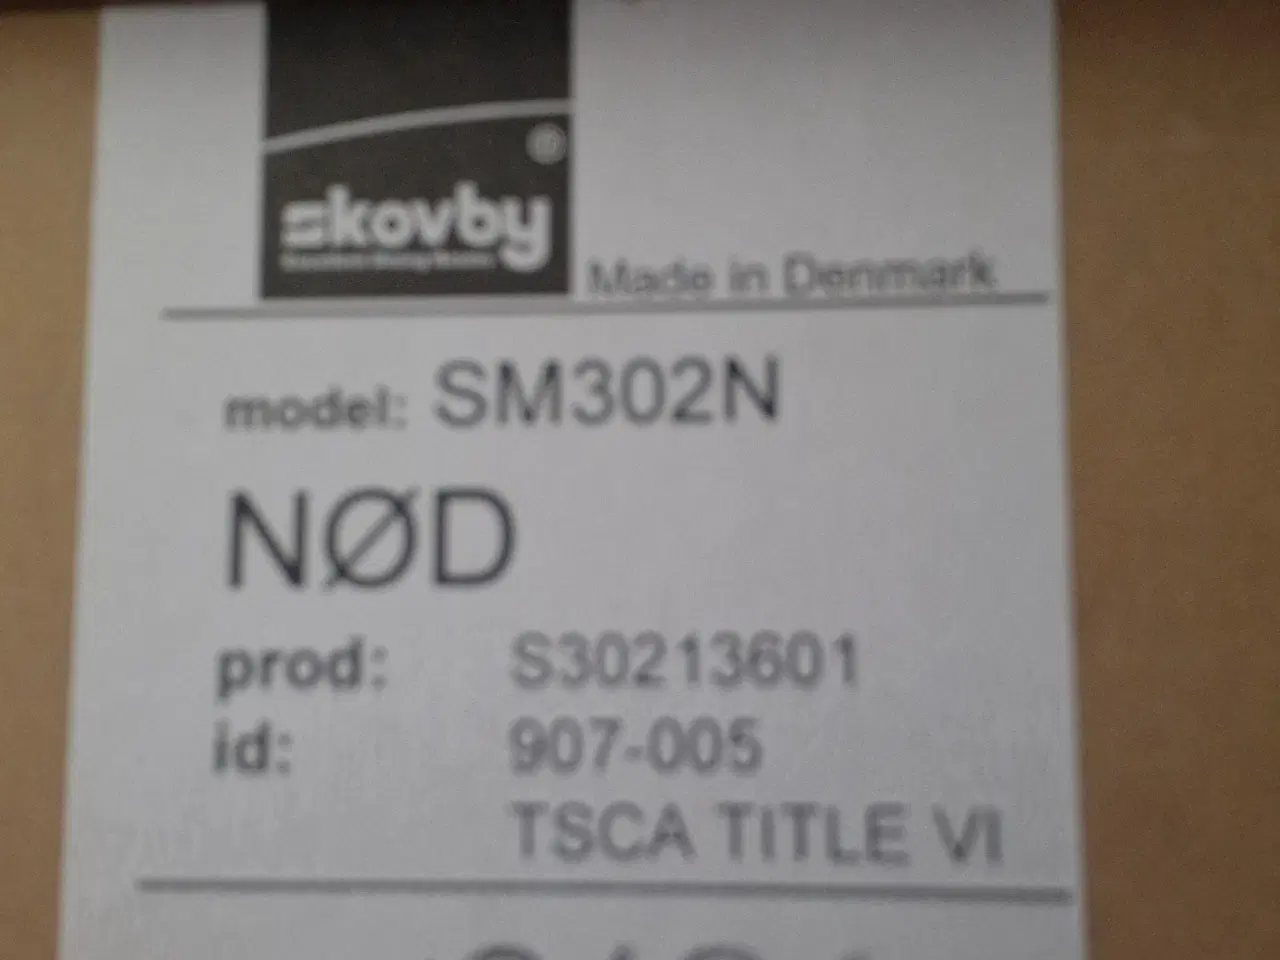 skovby
®
Made in Denmark
model: SM302N
NØD
prod: S30213601
id: 907-005
TSCA TITLE VI